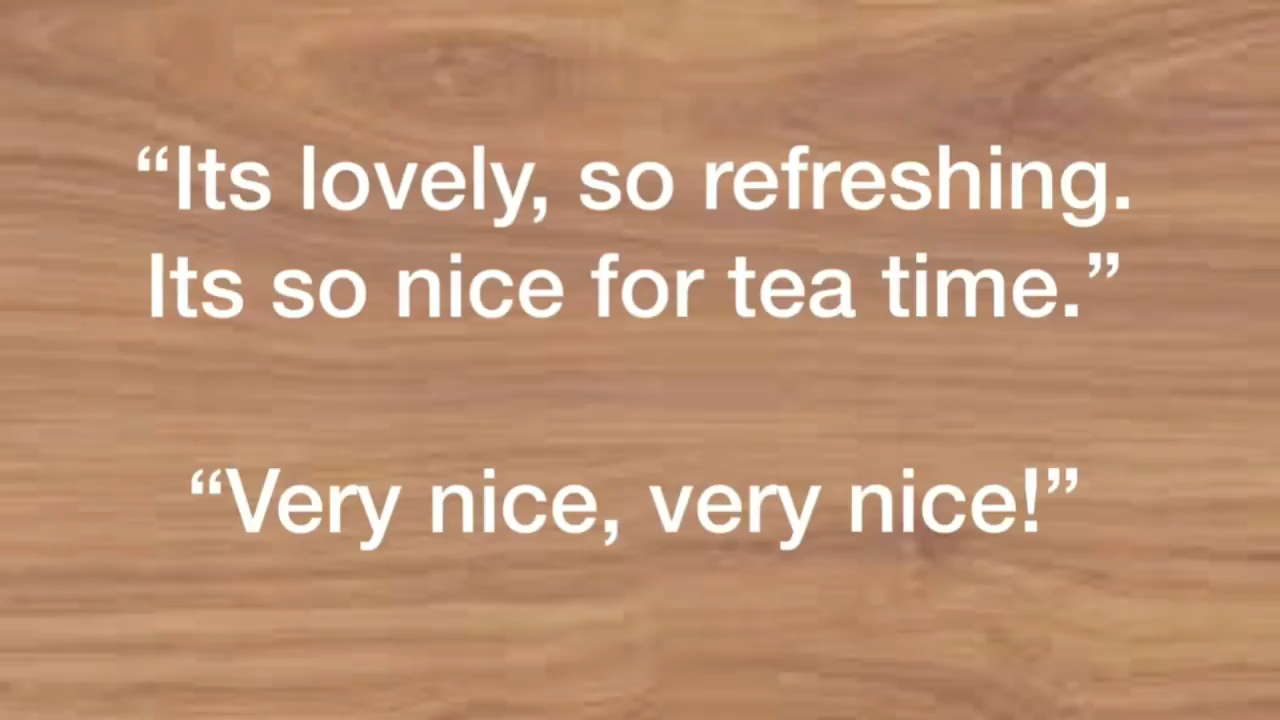 “Its lovely, so refreshing.
Its so nice for tea time.”
“Very nice, very nice!”